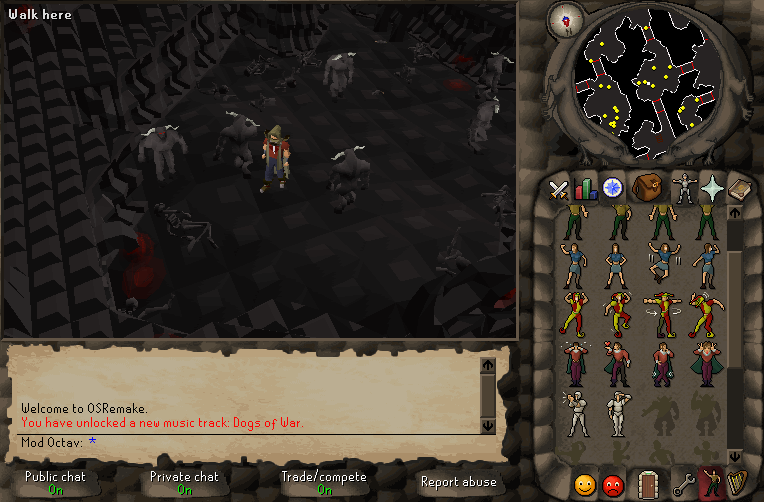 Walk here
Welcome to OSRemake.
You have unlocked a new music track: Dogs of War.
Mod Octav: *
Public chat
On
Private chat
On
Trade/compete
On
Report abuse